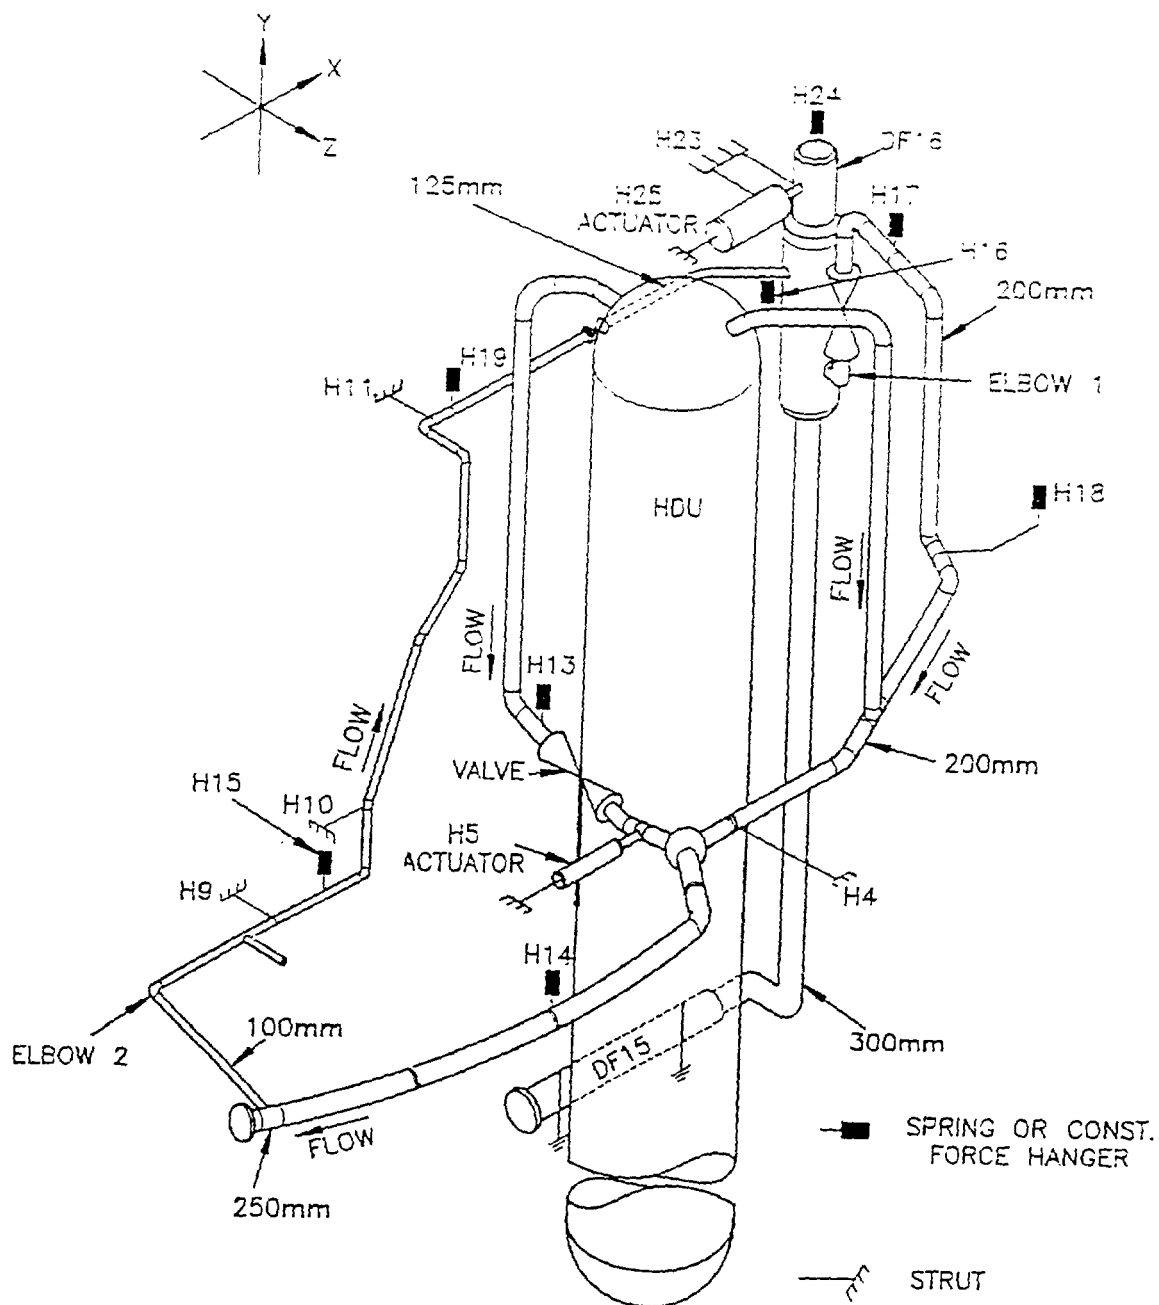 Y
X
Z
H24
H23
DF16
125mm
H25
ACTUATOR
H17
H16
200mm
H19
H11
ELBOW 1
HDU
H18
FLOW
FLOW
FLOW
H13
FLOW
VALVE
200mm
H15
H10
H5
ACTUATOR
H9
H4
H14
100mm
ELBOW 2
DF15
300mm
FLOW
SPRING OR CONST.
FORCE HANGER
250mm
STRUT